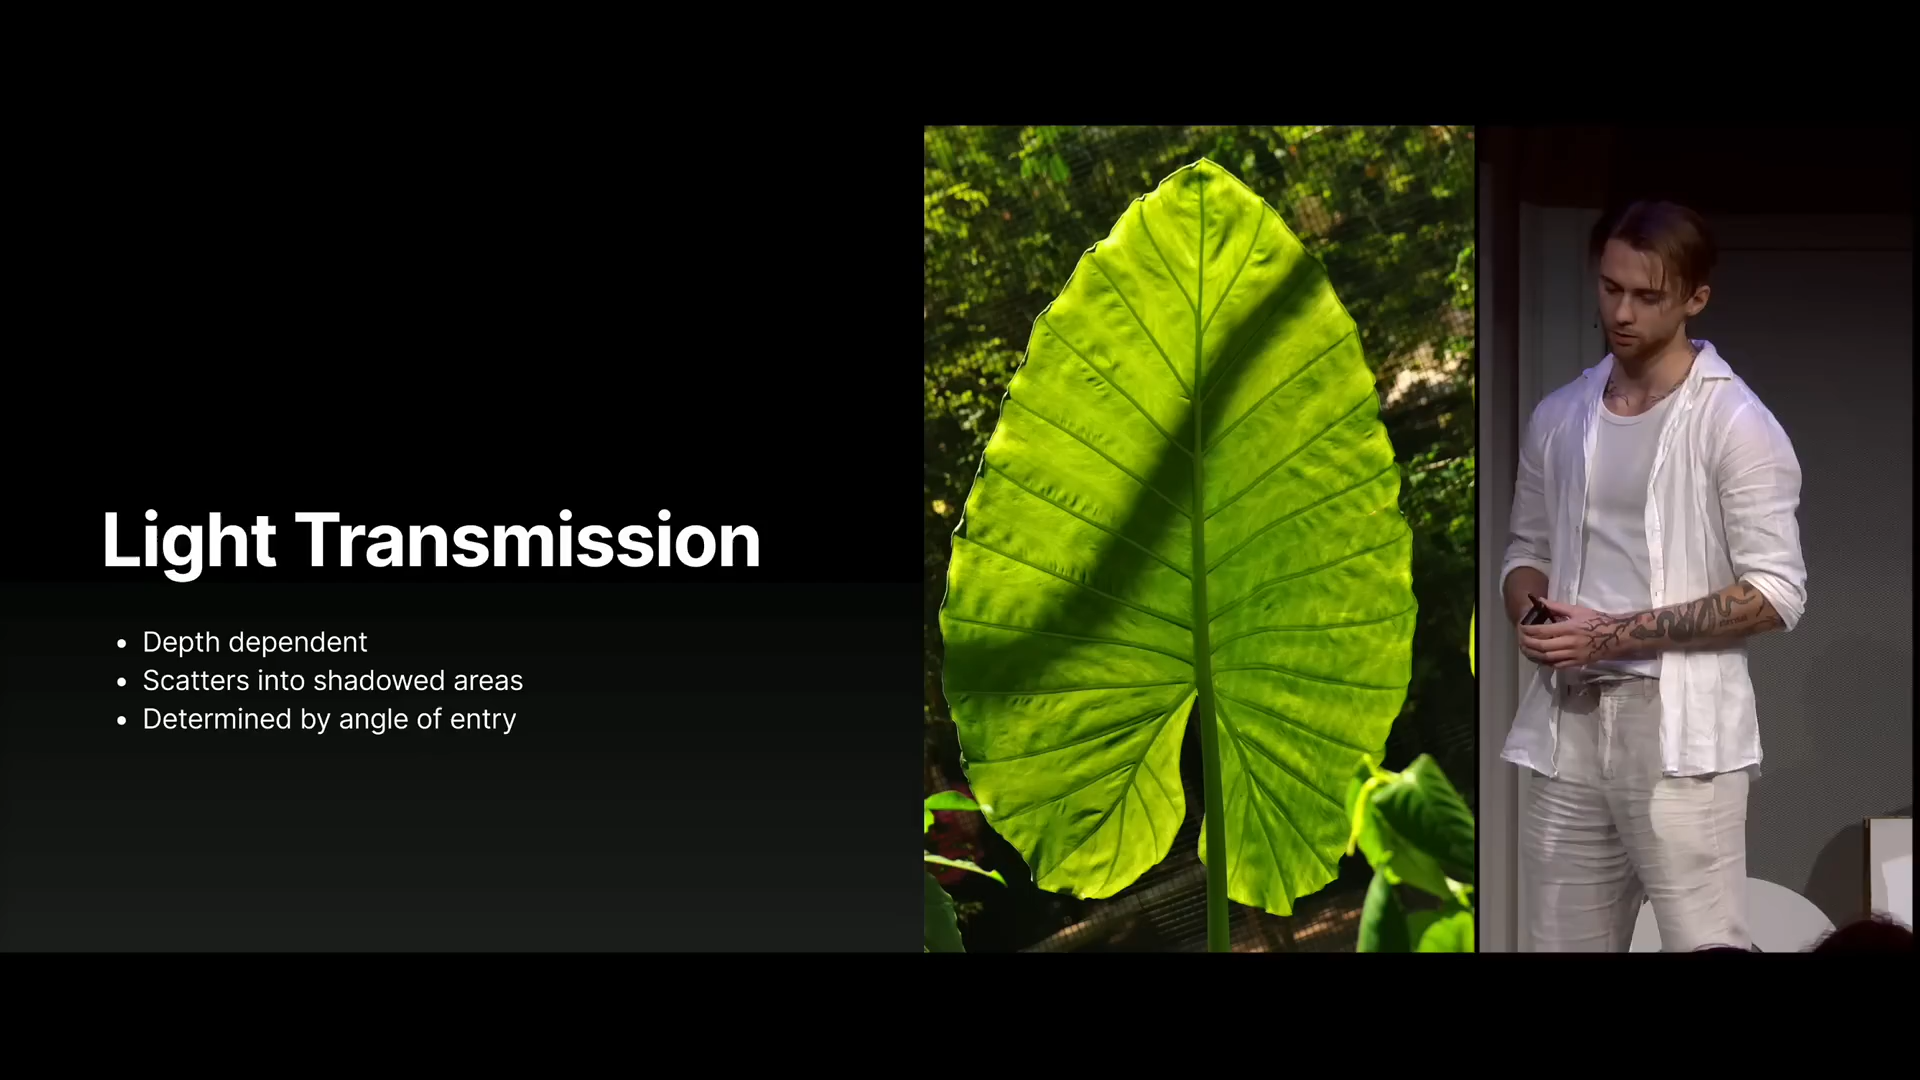 Light Transmission
• Depth dependent
• Scatters into shadowed areas
• Determined by angle of entry